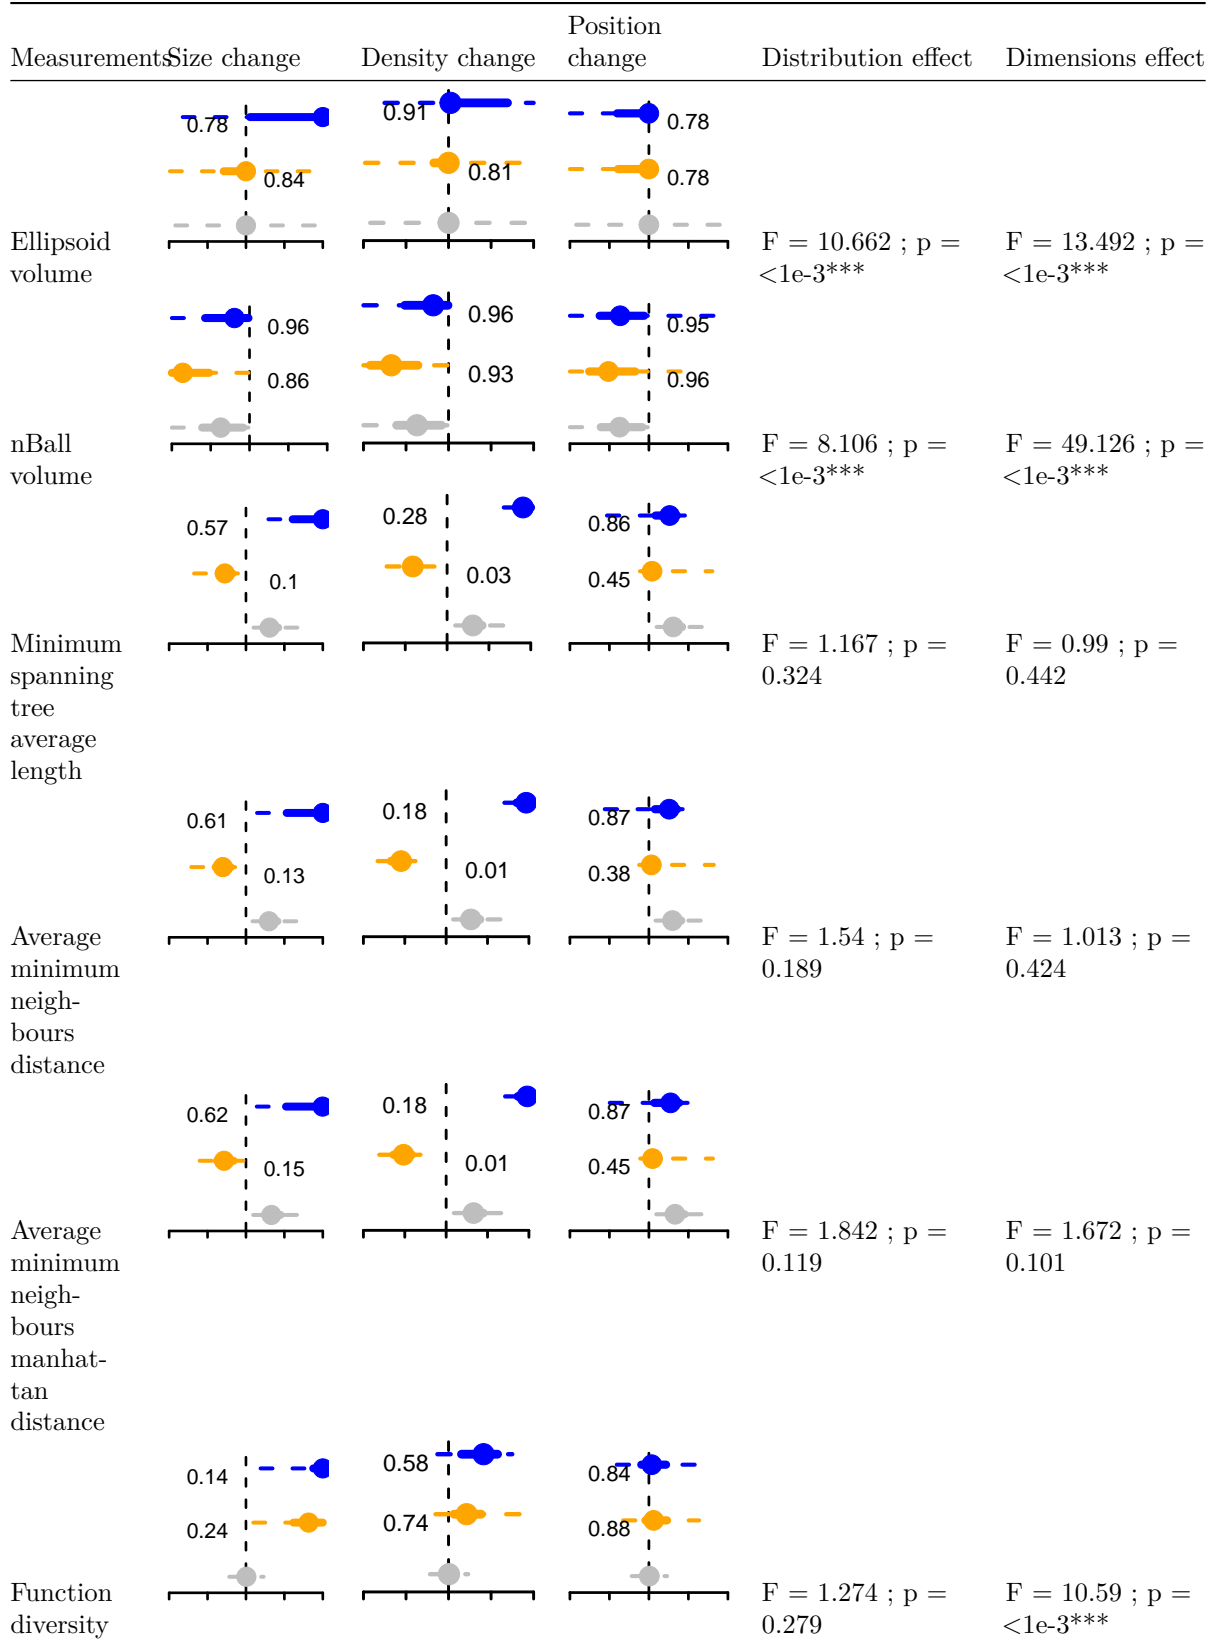 Position
Measurements Size change Density change change Distribution effect Dimensions effect
0.78 0.91 0.78
0.84 0.81 0.78
Ellipsoid F = 10.662 ; p = F = 13.492 ; p =
volume <1e-3*** <1e-3***
0.96 0.96 0.95
0.86 0.93 0.96
nBall F = 8.106 ; p = F = 49.126 ; p =
volume <1e-3*** <1e-3***
0.57 0.28 0.86
0.1 0.03 0.45
Minimum F = 1.167 ; p = F = 0.99 ; p =
spanning 0.324 0.442
tree
average
length
0.61 0.18 0.87
0.13 0.01 0.38
Average F = 1.54 ; p = F = 1.013 ; p =
minimum 0.189 0.424
neigh-
bours
distance
0.62 0.18 0.87
0.15 0.01 0.45
Average F = 1.842 ; p = F = 1.672 ; p =
minimum 0.119 0.101
neigh-
bours
manhat-
tan
distance
0.14 0.58 0.84
0.24 0.74 0.88
Function F = 1.274 ; p = F = 10.59 ; p =
diversity 0.279 <1e-3***